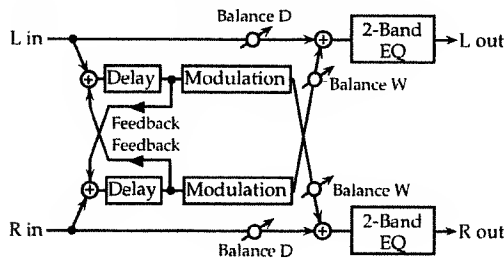 Balance D
L in
2-Band
EQ
L out
Delay
Modulation
Balance W
Feedback
Feedback
Delay
Modulation
Balance W
R in
Balance D
2-Band
EQ
R out